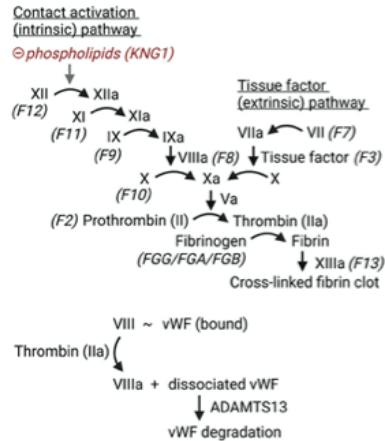 Contact activation
(intrinsic) pathway
⊖ phospholipids (KNG1)
Tissue factor
(extrinsic) pathway
XII XIIa
(F12)
XI XIa
(F11)
IX IXa
(F9)
VIIa VII (F7)
VIIIa (F8) Tissue factor (F3)
X Xa X
(F10)
Va
(F2) Prothrombin (II) Thrombin (IIa)
Fibrinogen Fibrin
(FGG/FGA/FGB)
XIIIa (F13)
Cross-linked fibrin clot
VIII ~ vWF (bound)
Thrombin (IIa)
VIIIa + dissociated vWF
ADAMTS13
vWF degradation